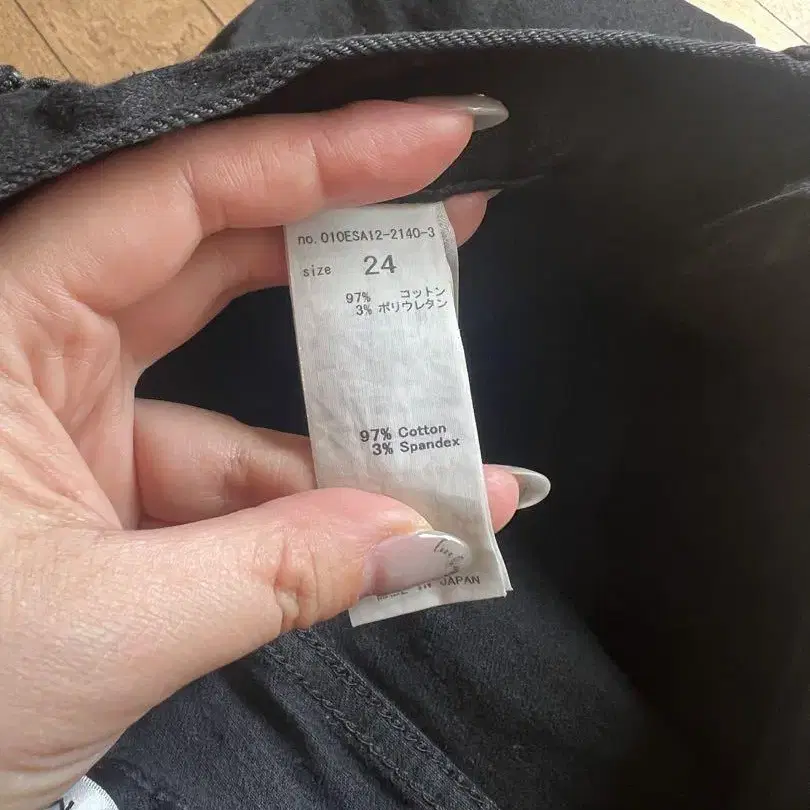 no. 010ESA12-2140-3
size 24
97% コットン
3% ポリウレタン
97% Cotton
3% Spandex
JAPAN